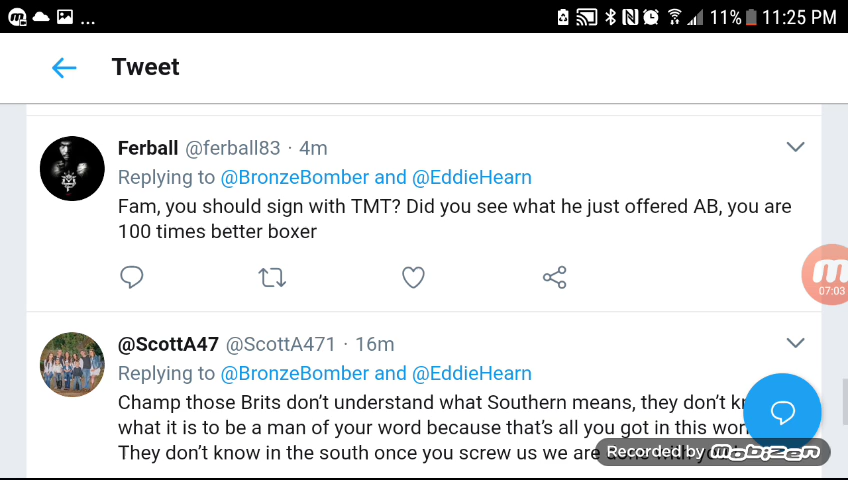 ... 11% 11:25 PM
Tweet
Ferball @ferball83 · 4m
Replying to @BronzeBomber and @EddieHearn
Fam, you should sign with TMT? Did you see what he just offered AB, you are
100 times better boxer
07:03
@ScottA47 @ScottA471 · 16m
Replying to @BronzeBomber and @EddieHearn
Champ those Brits don't understand what Southern means, they don't
what it is to be a man of your word because that's all you got in this
They don't know in the south once you screw us we are
Recorded by Mobizen